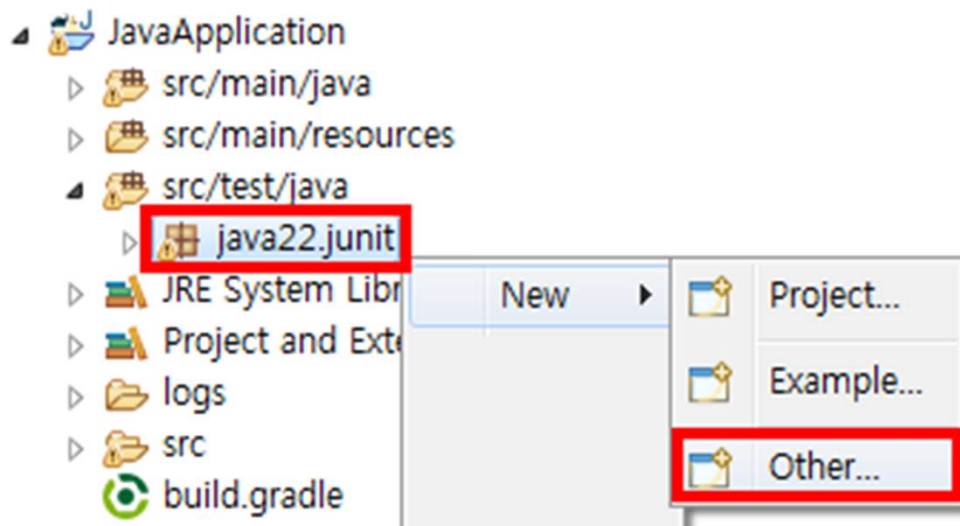 JavaApplication
src/main/java
src/main/resources
src/test/java
java22.junit
JRE System Libr
Project and Exte
logs
src
build.gradle
New
Project...
Example...
Other...